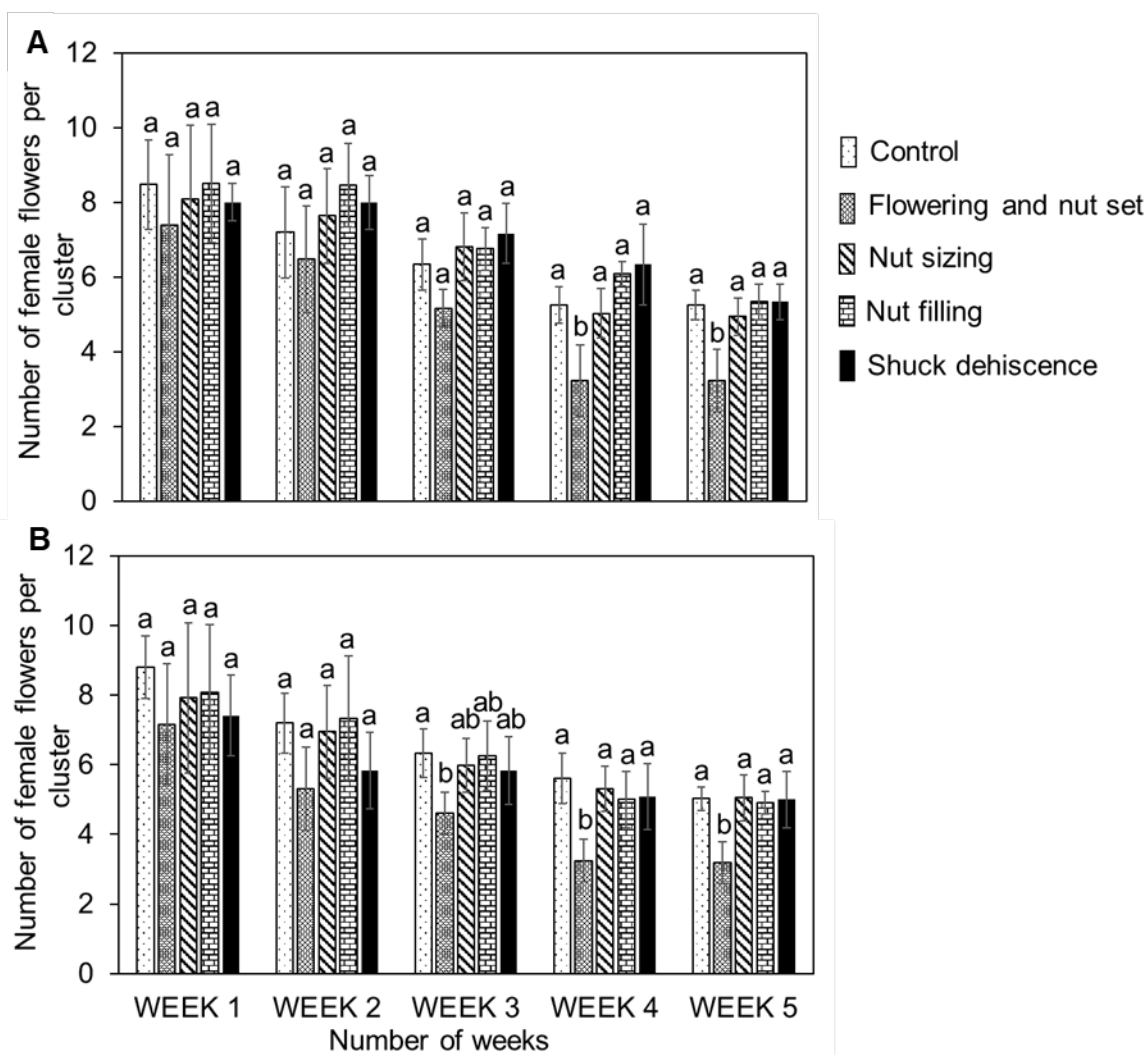 A
Number of female flowers per
cluster
12
10
8
6
4
2
0
a a a a a
a a a a a
a a a a a
a b a a a
a b a a a
Control
Flowering and nut set
Nut sizing
Nut filling
Shuck dehiscence
B
Number of female flowers per
cluster
12
10
8
6
4
2
0
a a a a a
a a a a a
a b ab ab ab
a b a a a
a b a a a
WEEK 1 WEEK 2 WEEK 3 WEEK 4 WEEK 5
Number of weeks